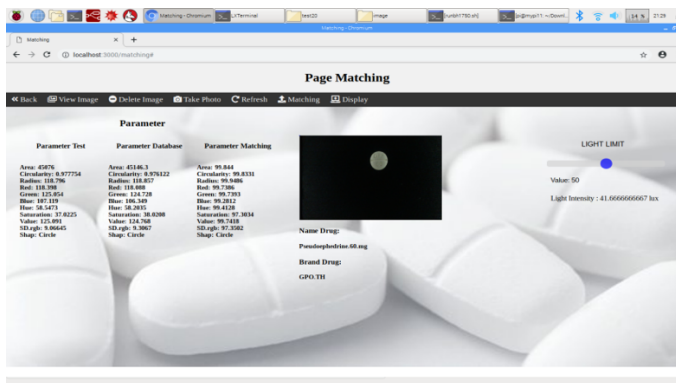 Matching - Chromium
LXTerminal
test20
image
14 %
21:29
Matching - Chromium
Matching
localhost:3000/matching#
Page Matching
Back
View Image
Delete Image
Take Photo
Refresh
Matching
Display
Parameter
Parameter Test
Area: 45076
Circularity: 0.977754
Radius: 118.796
Red: 118.398
Green: 125.054
Blue: 107.119
Hue: 58.5473
Saturation: 37.0225
Value: 125.091
SD.rgb: 9.06645
Shap: Circle
Parameter Database
Area: 45146.3
Circularity: 0.976122
Radius: 118.857
Red: 118.088
Green: 124.728
Blue: 106.349
Hue: 58.2035
Saturation: 38.0208
Value: 124.768
SD.rgb: 9.3067
Shap: Circle
Parameter Matching
Area: 99.844
Circularity: 99.8331
Radius: 99.9486
Red: 99.7386
Green: 99.7393
Blue: 99.2812
Hue: 99.4128
Saturation: 97.3034
Value: 99.7418
SD.rgb: 97.3502
Shap: Circle
Name Drug:
Pseudoephedrine.60.mg
Brand Drug:
GPO.TH
LIGHT LIMIT
Value: 50
Light Intensity : 41.6666666667 lux